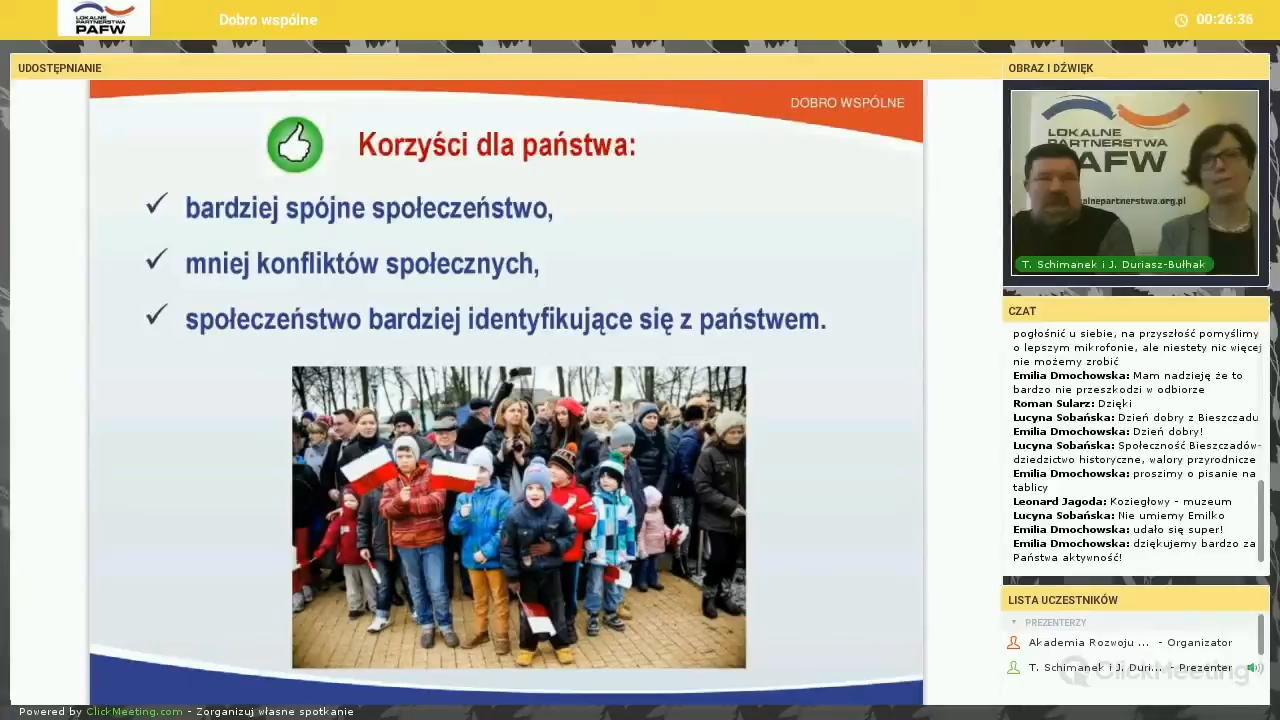 LOKALNE
PARTNERSTWA
PAFW
Dobro wspólne
00:26:36
UDOSTĘPNIANIE
DOBRO WSPÓLNE
Korzyści dla państwa:
bardziej spójne społeczeństwo,
mniej konfliktów społecznych,
społeczeństwo bardziej identyfikujące się z państwem.
OBRAZ I DŹWIĘK
LOKALNE
PARTNERSTWA
PAFW
alnepartnerstwa.org.pl
T. Schimanek i J. Duriasz-Bułhak
CZAT
pogłośnić u siebie, na przyszłość pomyślimy
o lepszym mikrofonie, ale niestety nic więcej
nie możemy zrobić
Emilia Dmochowska: Mam nadzieję że to
bardzo nie przeszkodzi w odbiorze
Roman Sularz: Dzięki
Lucyna Sobańska: Dzień dobry z Bieszczadu
Emilia Dmochowska: Dzień dobry!
Lucyna Sobańska: Społeczność Bieszczadów-
dziedzictwo historyczne, walory przyrodnicze
Emilia Dmochowska: proszimy o pisanie na
tablicy
Leonard Jagoda: Koziegłowy - muzeum
Lucyna Sobańska: Nie umiemy Emilko
Emilia Dmochowska: udało się super!
Emilia Dmochowska: dziękujemy bardzo za
Państwa aktywność!
LISTA UCZESTNIKÓW
PREZENTERZY
Akademia Rozwoju ... - Organizator
T. Schimanek i J. Duri... - Prezenter
ClickMeeting
Powered by ClickMeeting.com - Zorganizuj własne spotkanie